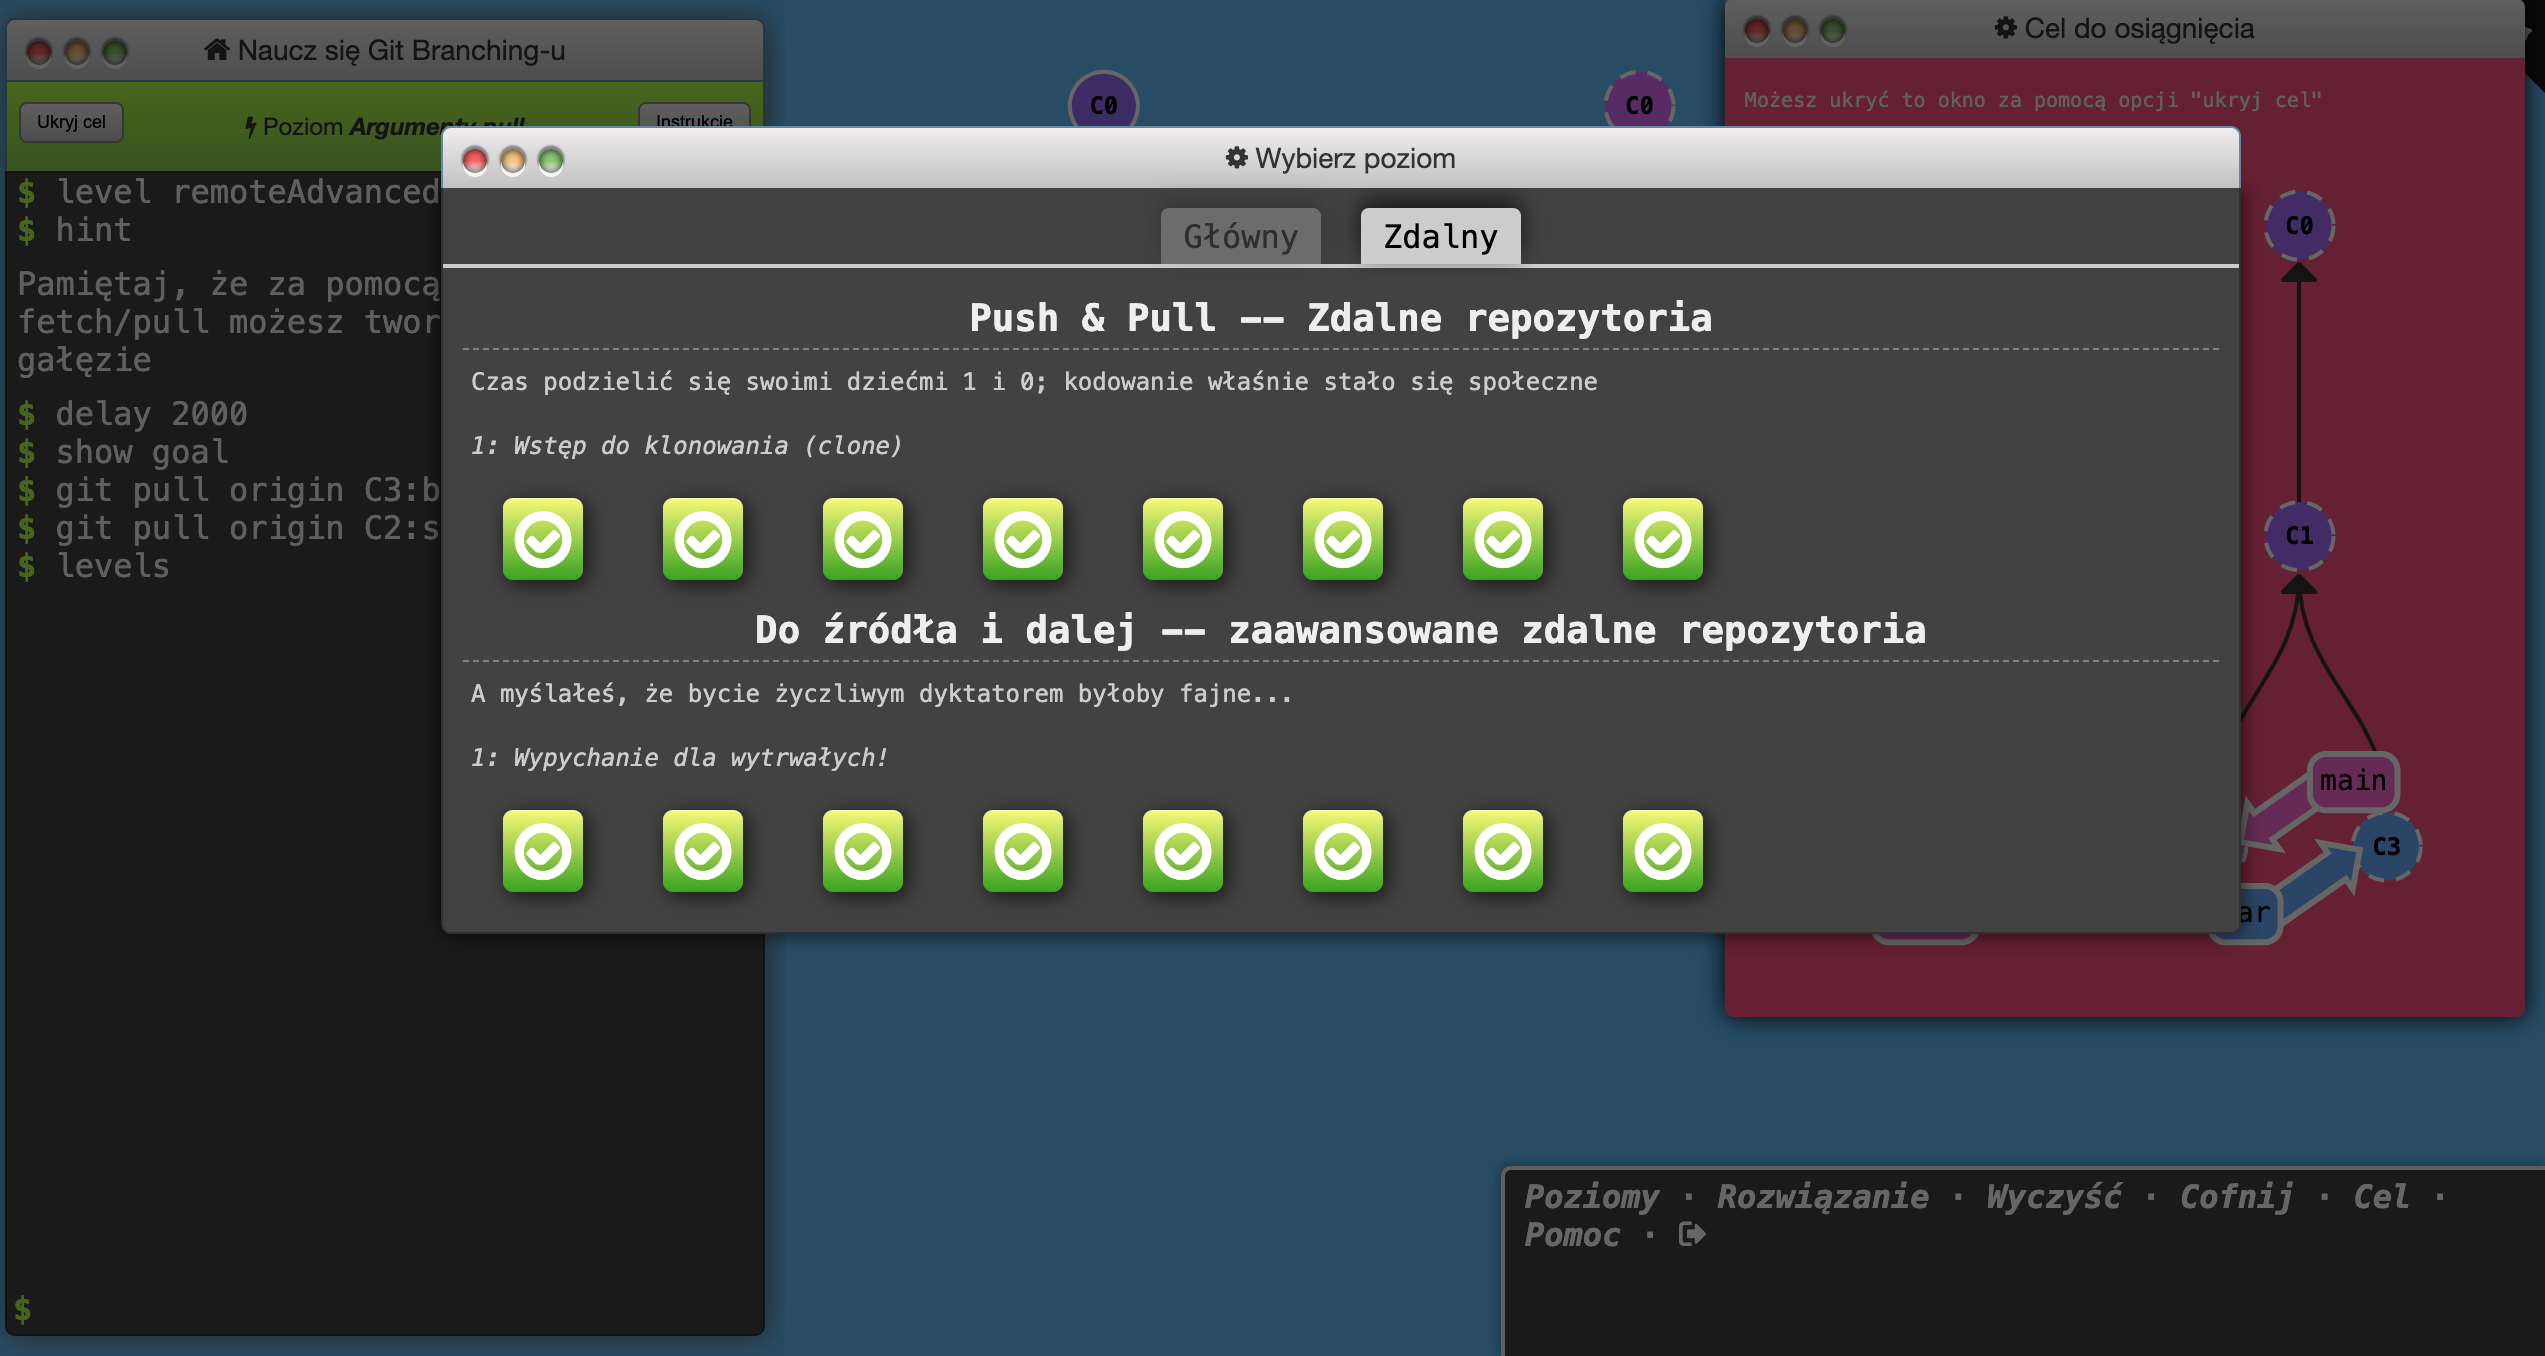 Naucz się Git Branching-u
Ukryj cel
Poziom Argumenty pull
Instrukcje
$ level remoteAdvanced
$ hint
Pamiętaj, że za pomocą
fetch/pull możesz
gałęzie
$ delay 2000
$ show goal
$ git pull origin
$ git pull origin
$ levels
$
C0
C0
Wybierz poziom
Główny
Zdalny
Push & Pull -- Zdalne repozytoria
Czas podzielić się swoimi dziećmi 1 i 0; kodowanie właśnie stało się społeczne
1: Wstęp do klonowania (clone)
Do źródła i dalej -- zaawansowane zdalne repozytoria
A myślałeś, że bycie życzliwym dyktatorem byłoby fajne...
1: Wypychanie dla wytrwałych!
Cel do osiągnięcia
Możesz ukryć to okno za pomocą opcji "ukryj cel"
C0
C1
main
C3
Poziomy · Rozwiązanie · Wyczyść · Cofnij · Cel ·
Pomoc ·